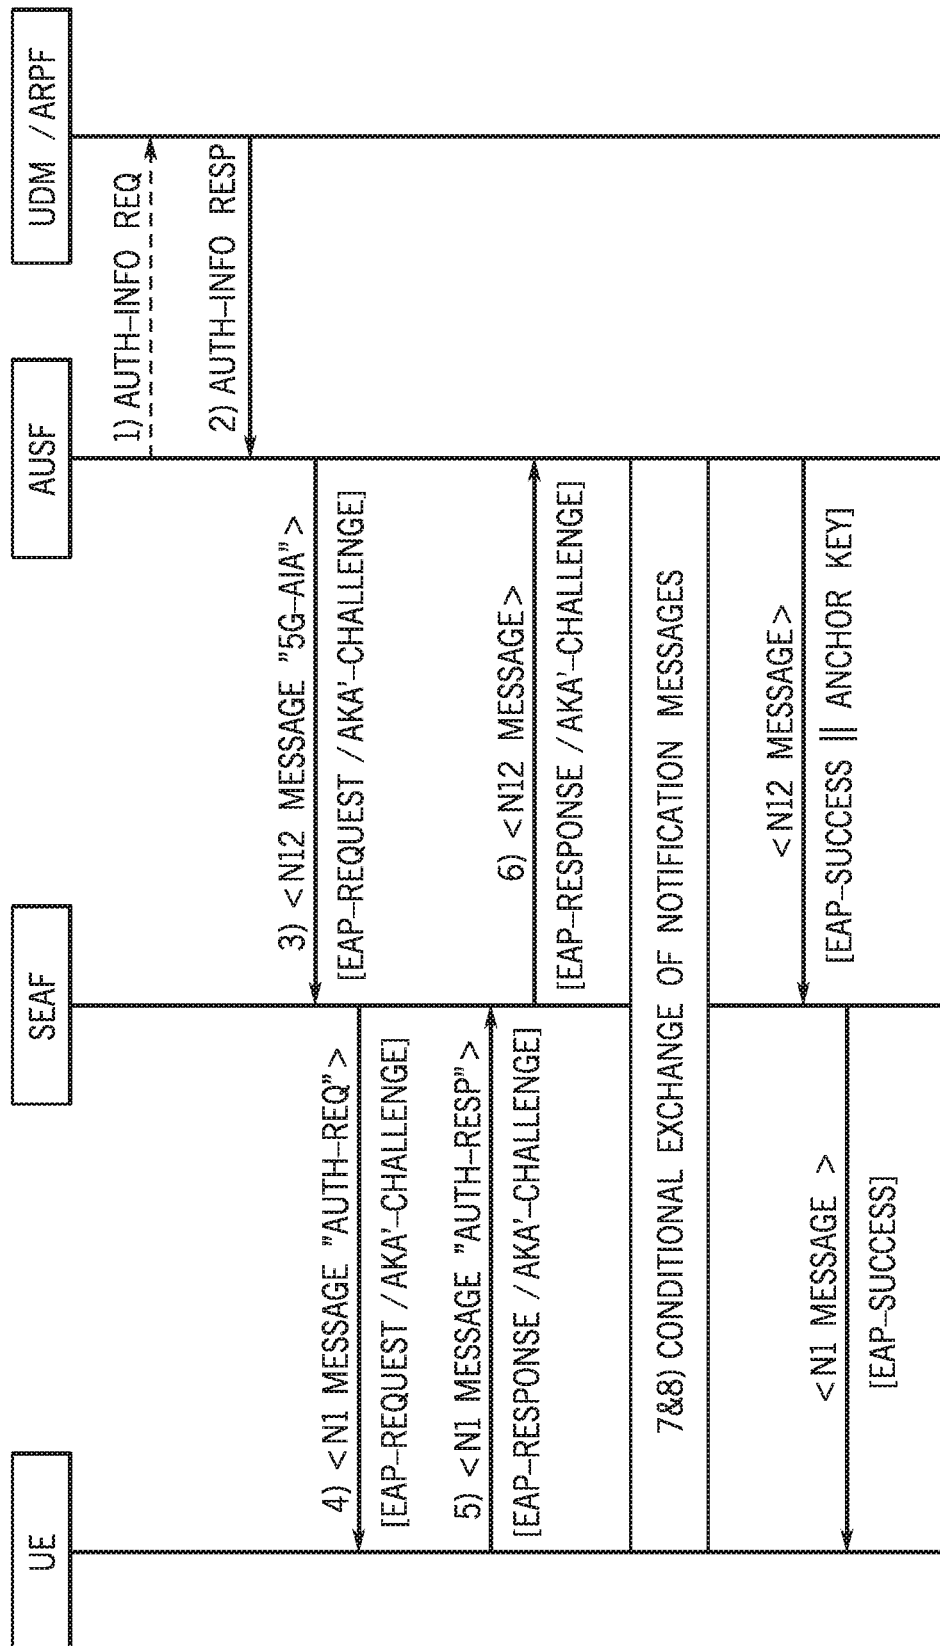 UE
SEAF
AUSF
UDM / ARPF
1) AUTH-INFO REQ
2) AUTH-INFO RESP
3) <N12 MESSAGE "5G-AIA">
[EAP-REQUEST / AKA'-CHALLENGE]
4) <N1 MESSAGE "AUTH-REQ">
[EAP-REQUEST / AKA'-CHALLENGE]
5) <N1 MESSAGE "AUTH-RESP">
[EAP-RESPONSE / AKA'-CHALLENGE]
6) <N12 MESSAGE>
[EAP-RESPONSE / AKA'-CHALLENGE]
7&8) CONDITIONAL EXCHANGE OF NOTIFICATION MESSAGES
<N12 MESSAGE>
[EAP-SUCCESS || ANCHOR KEY]
<N1 MESSAGE >
[EAP-SUCCESS]